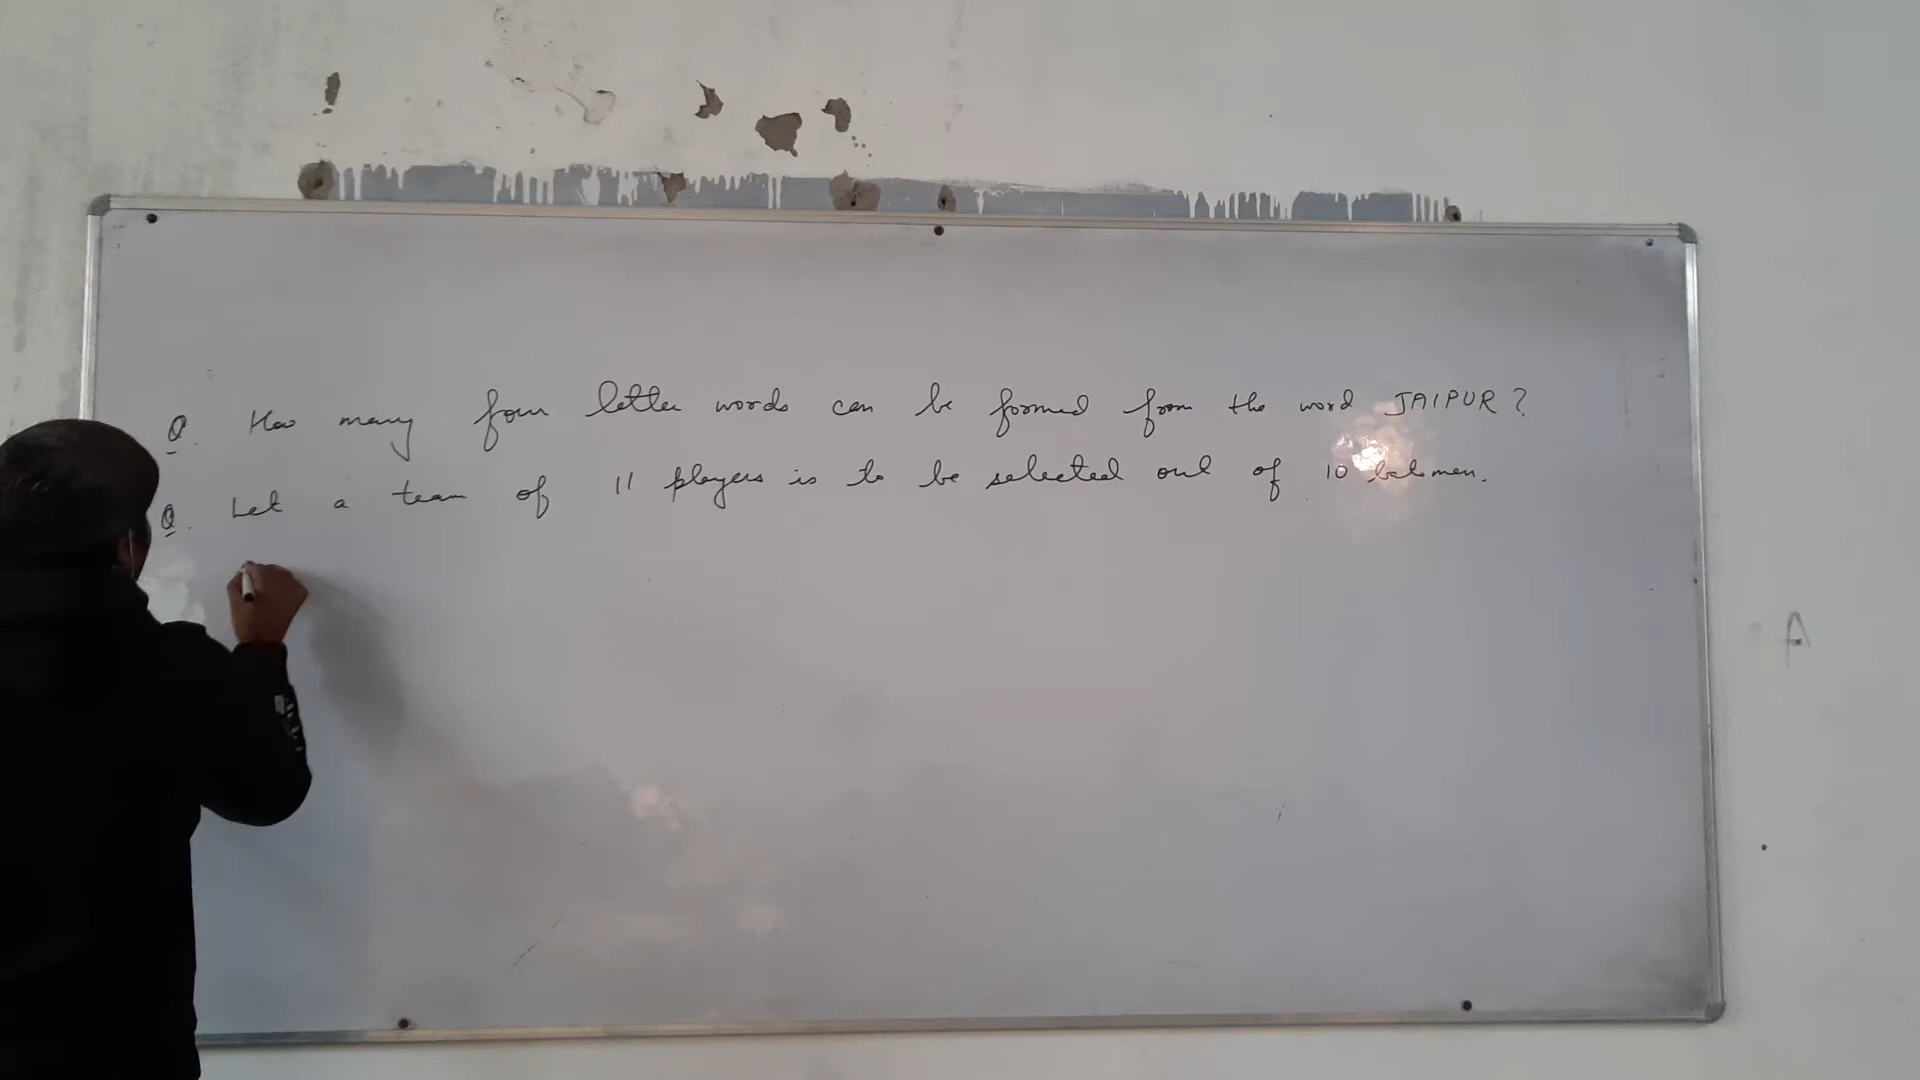 Q. How many four letter words can be formed from the word JAIPUR?
Q. Let a team of 11 players is to be selected out of 10 batsmen.
A